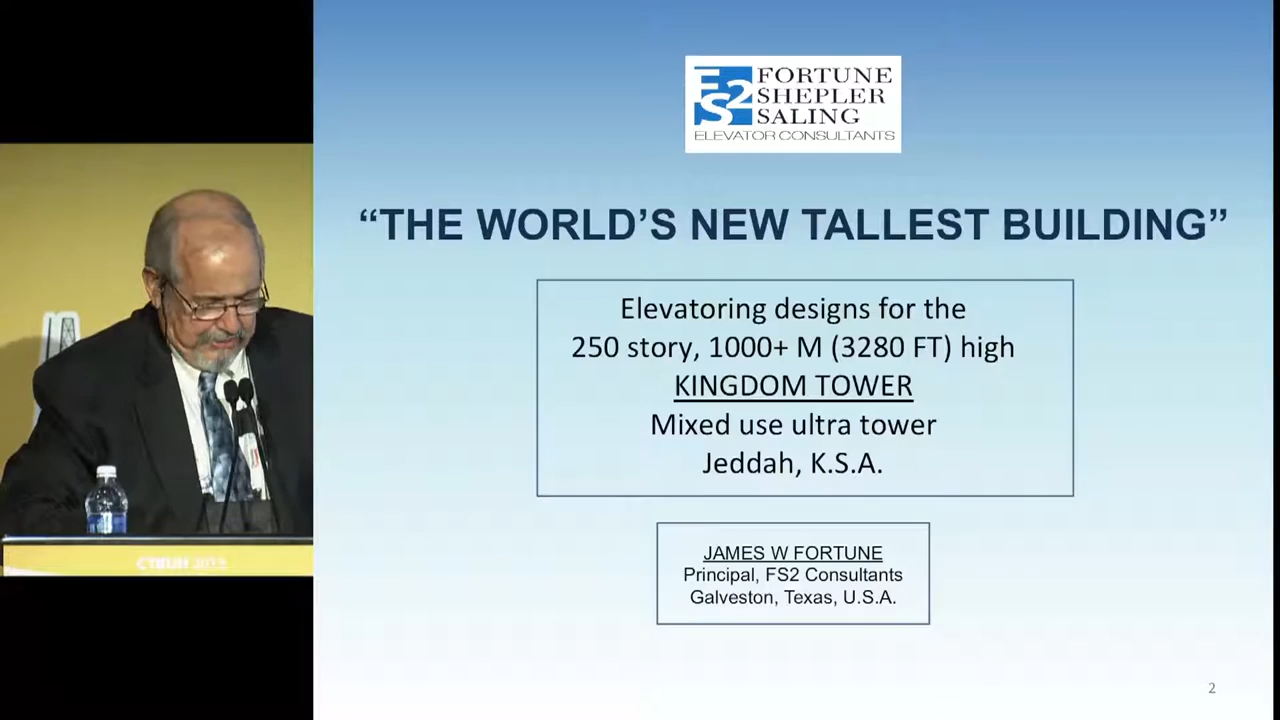 FORTUNE
SHEPLER
SALING
ELEVATOR CONSULTANTS
FS2
“THE WORLD’S NEW TALLEST BUILDING”
Elevatoring designs for the
250 story, 1000+ M (3280 FT) high
KINGDOM TOWER
Mixed use ultra tower
Jeddah, K.S.A.
JAMES W FORTUNE
Principal, FS2 Consultants
Galveston, Texas, U.S.A.
2